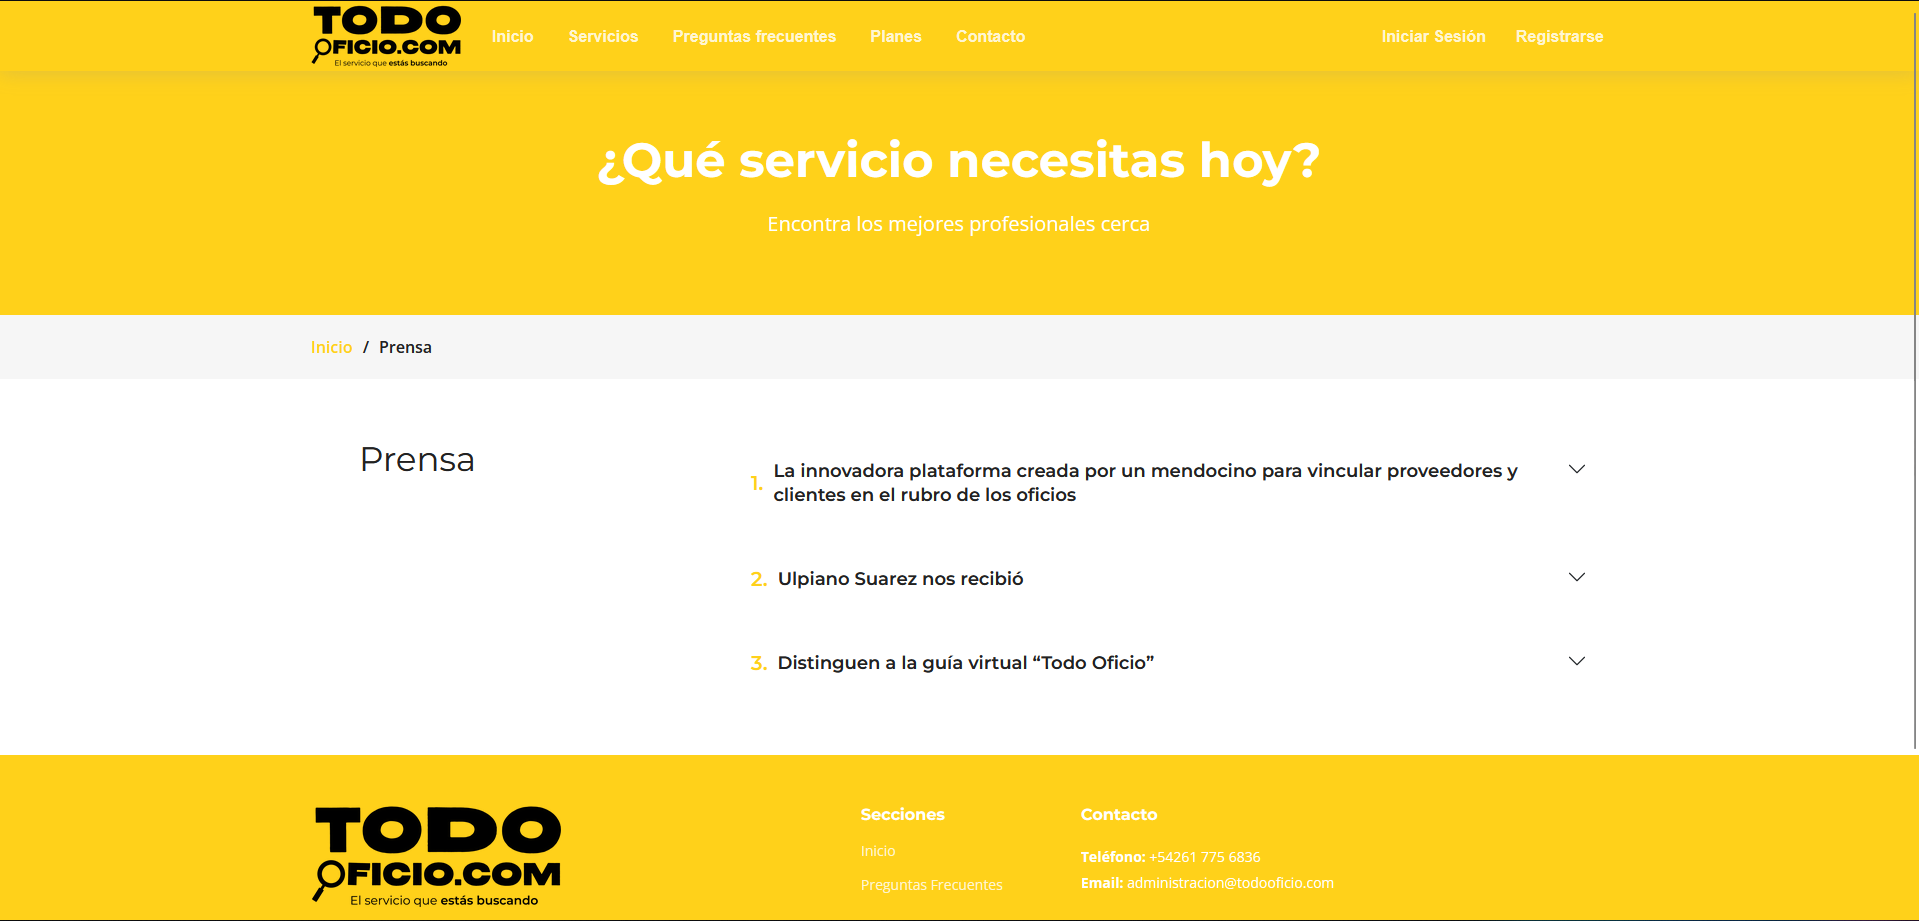 TODO
OFICIO.COM
El servicio que estás buscando
Inicio Servicios Preguntas frecuentes Planes Contacto Iniciar Sesión Registrarse
¿Qué servicio necesitas hoy?
Encontra los mejores profesionales cerca
Inicio / Prensa
Prensa
1. La innovadora plataforma creada por un mendocino para vincular proveedores y
clientes en el rubro de los oficios
2. Ulpiano Suarez nos recibió
3. Distinguen a la guía virtual “Todo Oficio”
TODO
OFICIO.COM
El servicio que estás buscando
Secciones
Inicio
Preguntas Frecuentes
Contacto
Teléfono: +54261 775 6836
Email: administracion@todooficio.com